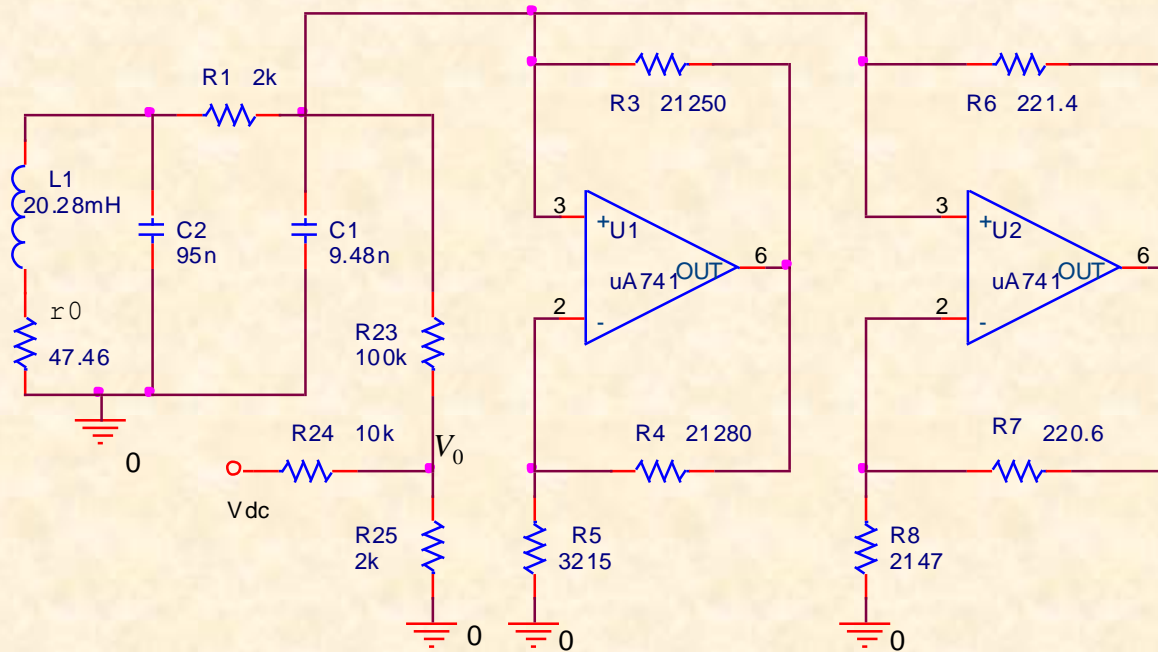 R1 2k
R3 21250
R6 221.4
L1
20.28mH
C2
95n
C1
9.48n
3
+
U1
uA741
OUT
6
2
-
3
+
U2
uA741
OUT
6
2
-
r0
47.46
R23
100k
0
R24 10k
V0
Vdc
R4 21280
R7 220.6
R25
2k
R5
3215
R8
2147
0
0
0